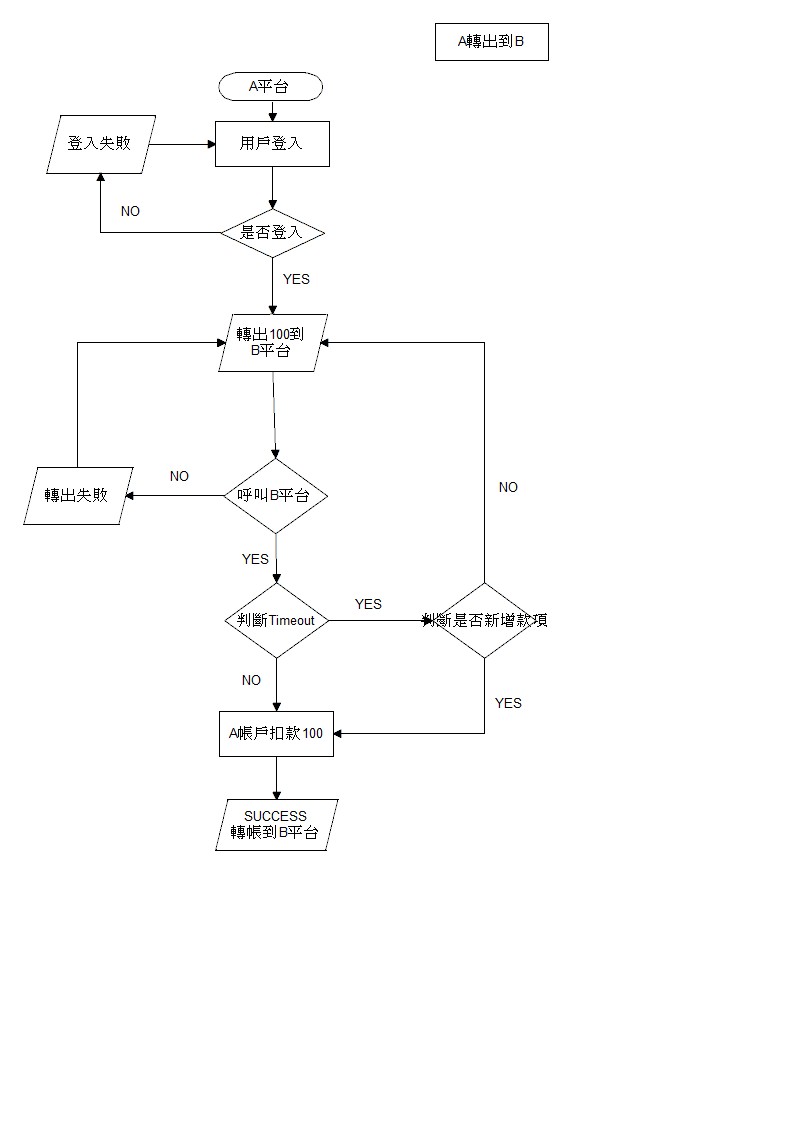 A轉出到B
A平台
登入失敗
用戶登入
NO
是否登入
YES
轉出100到
B平台
NO
轉出失敗
呼叫B平台
NO
YES
YES
判斷Timeout
判斷是否新增款項
NO
YES
A帳戶扣款100
SUCCESS
轉帳到B平台